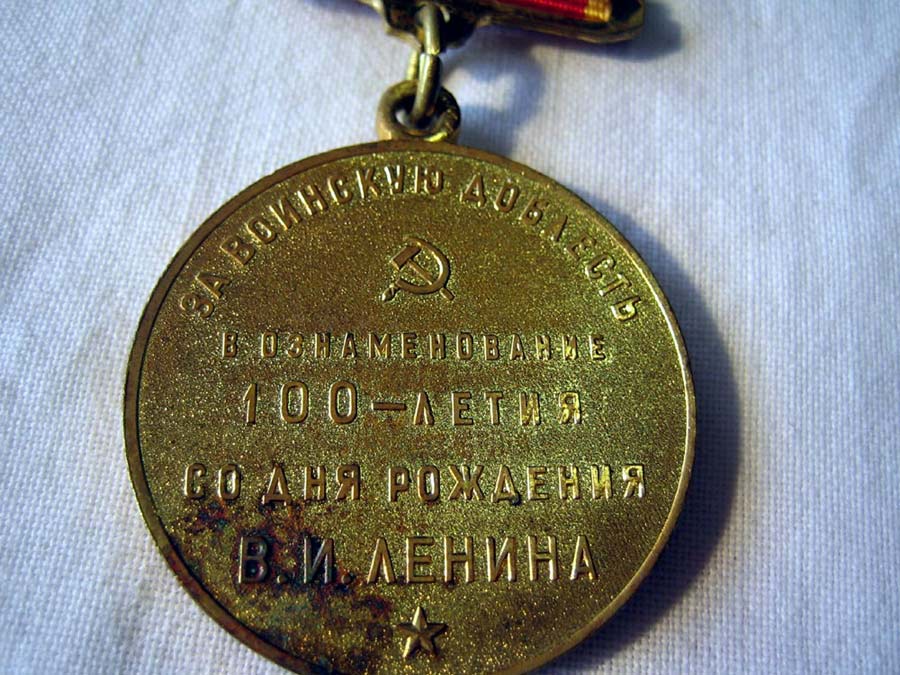 ЗА ВОИНСКУЮ ДОБЛЕСТЬ
В ОЗНАМЕНОВАНИЕ
100-ЛЕТИЯ
СО ДНЯ РОЖДЕНИЯ
В.И. ЛЕНИНА